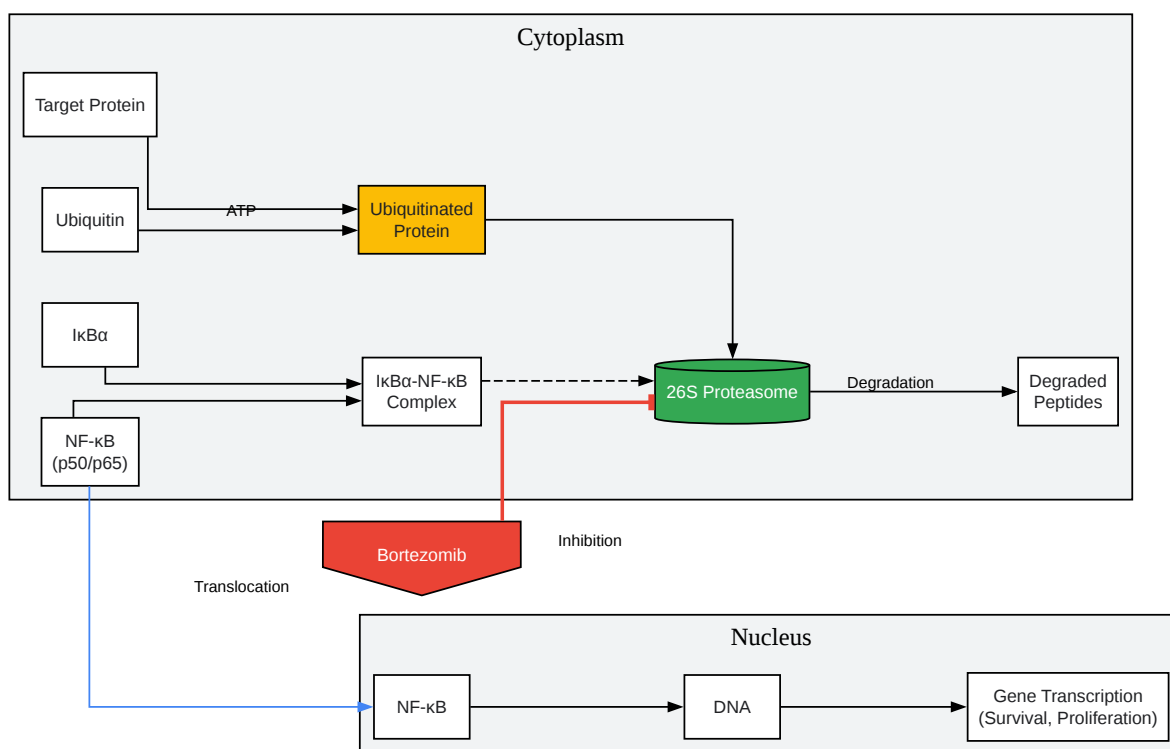 Cytoplasm
Target Protein
Ubiquitin
ATP
Ubiquitinated
Protein
IκBα
IκBα-NF-κB
Complex
26S Proteasome
Degradation
Degraded
Peptides
NF-κB
(p50/p65)
Bortezomib
Inhibition
Translocation
Nucleus
NF-κB
DNA
Gene Transcription
(Survival, Proliferation)